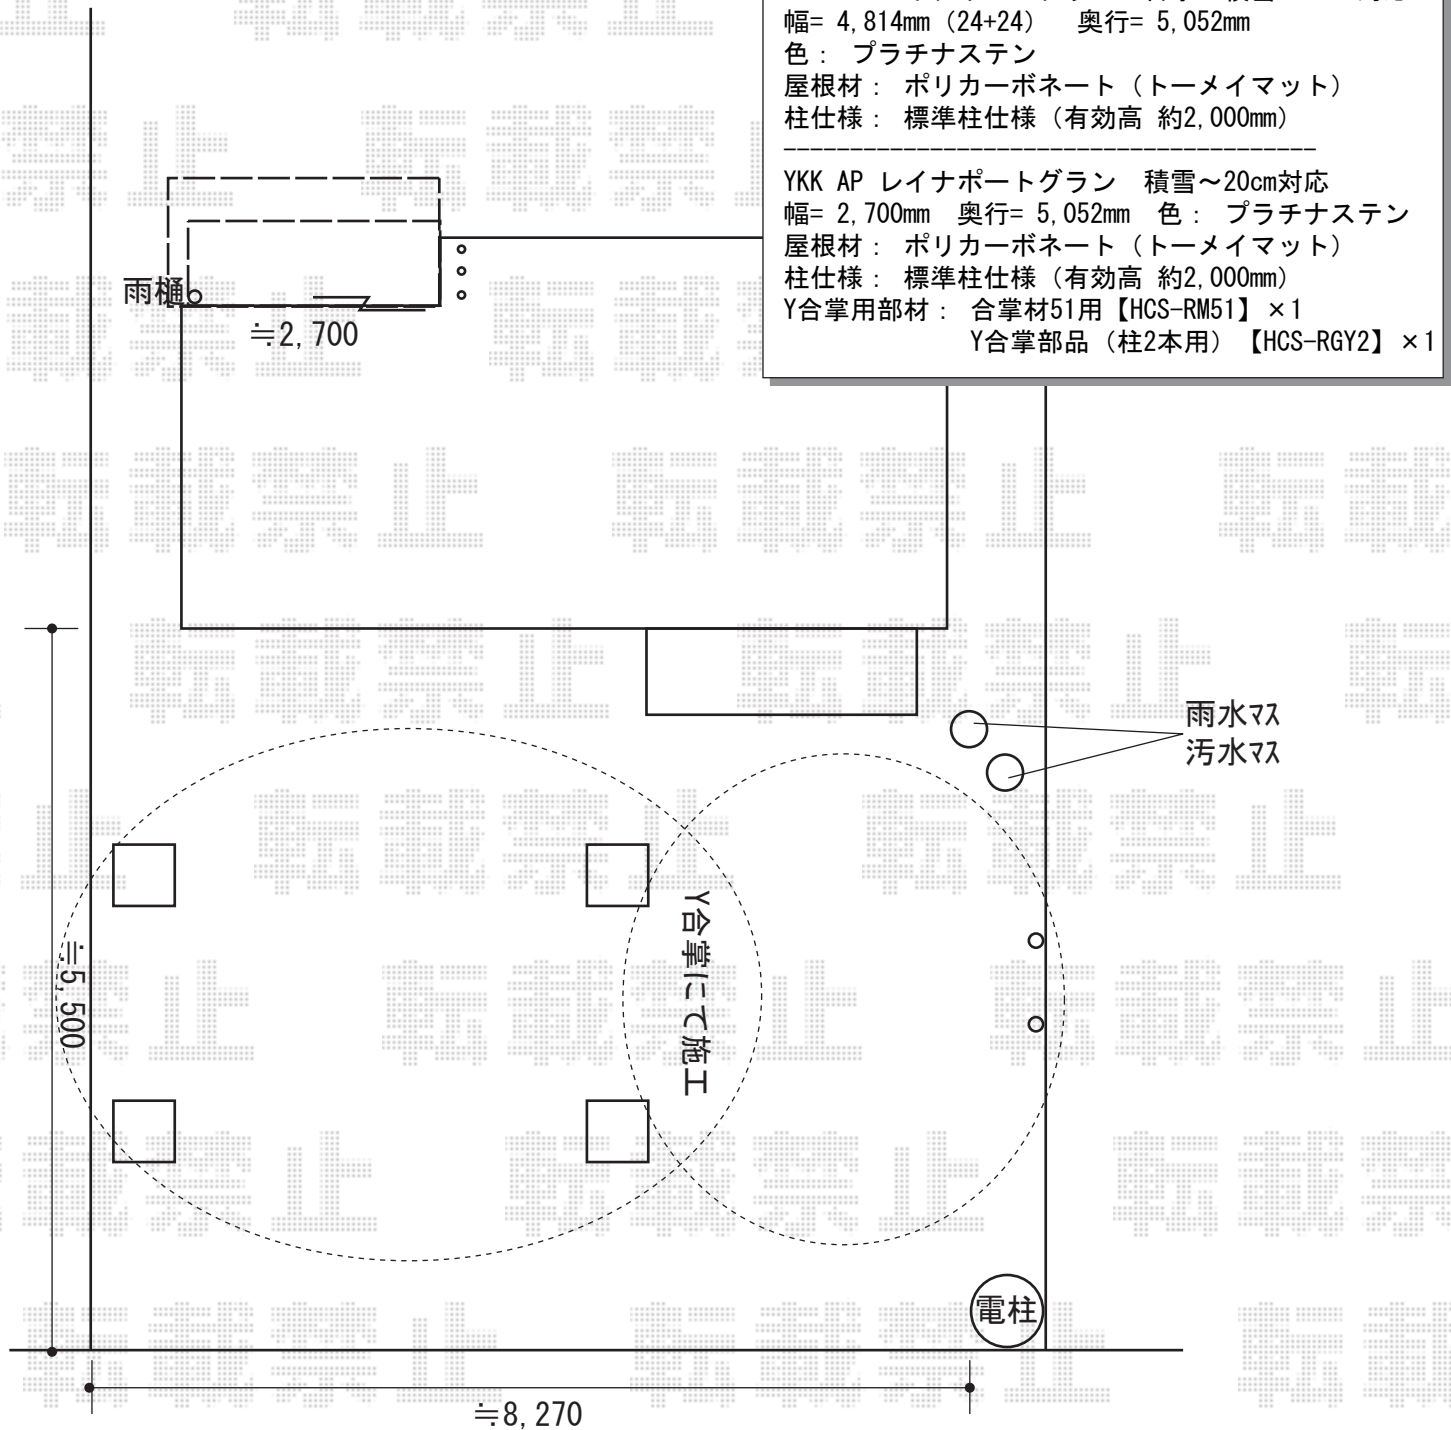 幅= 4,814mm（24+24）　奥行= 5,052mm
色：　プラチナステン
屋根材：　ポリカーボネート（トーメイマット）
柱仕様：　標準柱仕様（有効高 約2,000mm）
----------------------------------------
YKK AP レイナポートグラン　積雪～20cm対応
幅= 2,700mm　奥行= 5,052mm　色：　プラチナステン
屋根材：　ポリカーボネート（トーメイマット）
柱仕様：　標準柱仕様（有効高 約2,000mm）
Y合掌用部材：　合掌材51用【HCS-RM51】×1
Y合掌部品（柱2本用）【HCS-RGY2】×1
雨樋
≒2,700
雨水マス
汚水マス
Y合掌にて施工
≒5,500
電柱
≒8,270
転載禁止